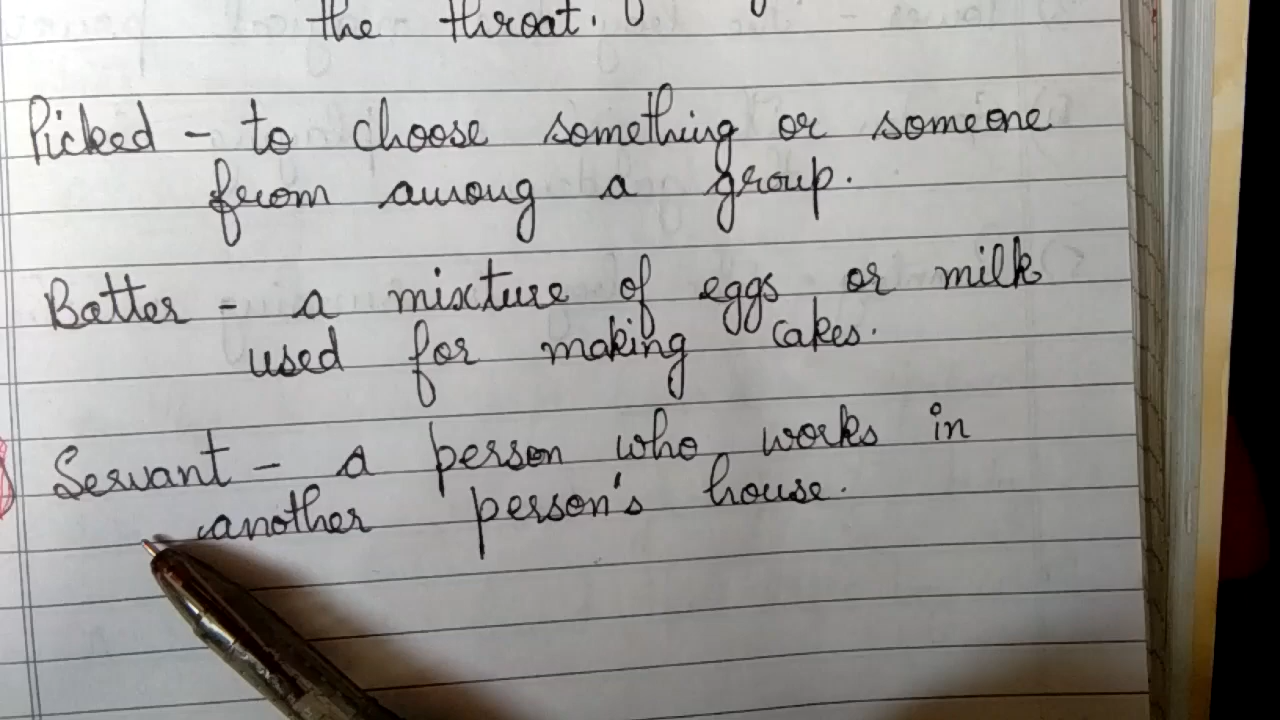 the throat.
Picked - to choose something or someone
from among a group.
Batter - a mixture of eggs or milk
used for making cakes.
Servant - a person who works in
another person's house.